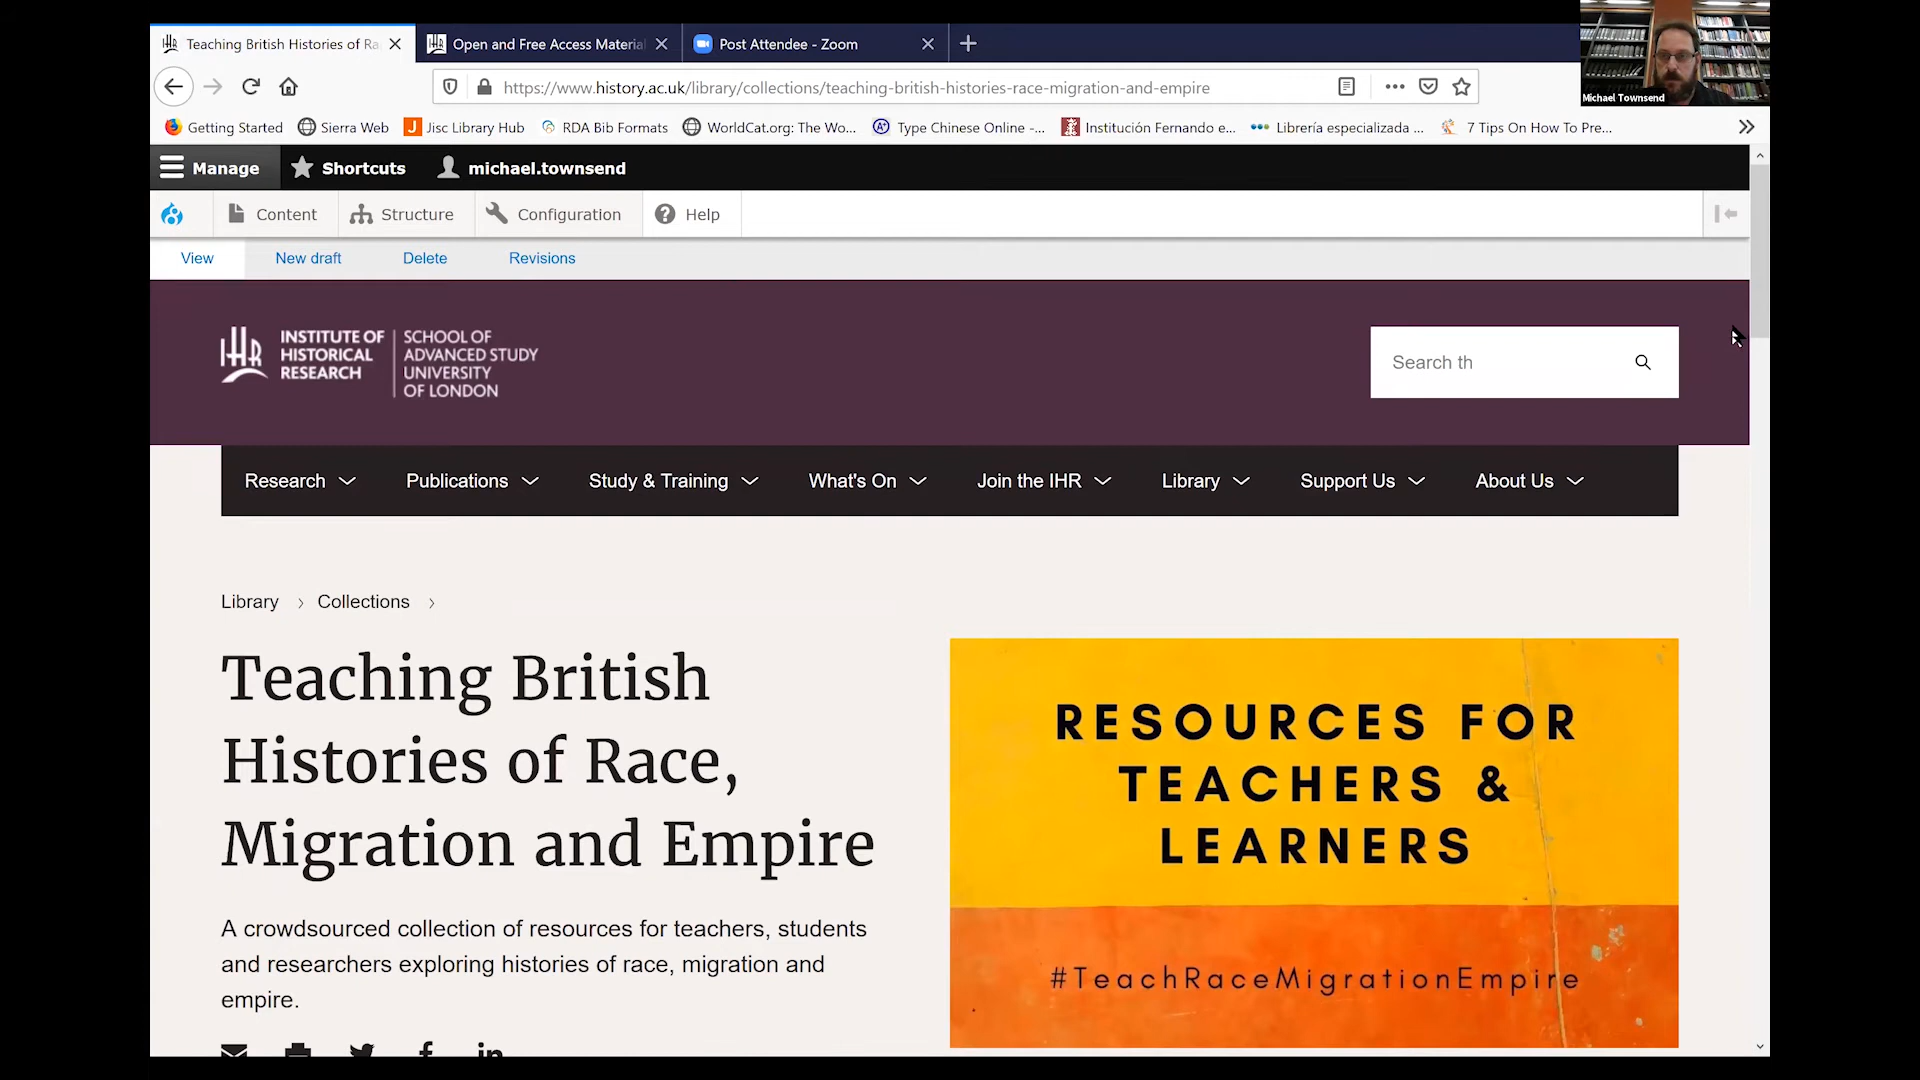 Teaching British Histories of Ra
Open and Free Access Materia
Post Attendee - Zoom
https://www.history.ac.uk/library/collections/teaching-british-histories-race-migration-and-empire
Michael Townsend
Getting Started
Sierra Web
Jisc Library Hub
RDA Bib Formats
WorldCat.org: The Wo...
Type Chinese Online -...
Institución Fernando e...
Librería especializada ...
7 Tips On How To Pre...
Manage
Shortcuts
michael.townsend
Content
Structure
Configuration
Help
View
New draft
Delete
Revisions
IHR
INSTITUTE OF
HISTORICAL
RESEARCH
SCHOOL OF
ADVANCED STUDY
UNIVERSITY
OF LONDON
Search th
Research
Publications
Study & Training
What's On
Join the IHR
Library
Support Us
About Us
Library
Collections
Teaching British
Histories of Race,
Migration and Empire
A crowdsourced collection of resources for teachers, students
and researchers exploring histories of race, migration and
empire.
RESOURCES FOR
TEACHERS &
LEARNERS
#TeachRaceMigrationEmpire